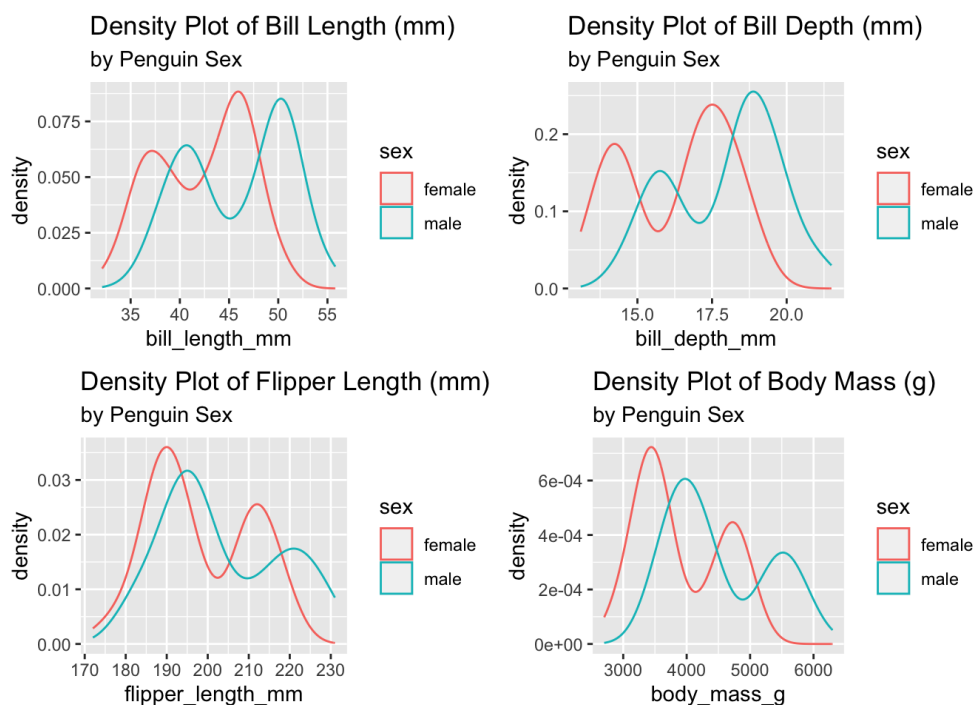 Density Plot of Bill Length (mm)
by Penguin Sex
0.075
0.050
0.025
0.000
density
35 40 45 50 55
bill_length_mm
sex
female
male
Density Plot of Bill Depth (mm)
by Penguin Sex
0.2
0.1
0.0
density
15.0 17.5 20.0
bill_depth_mm
sex
female
male
Density Plot of Flipper Length (mm)
by Penguin Sex
0.03
0.02
0.01
0.00
density
170 180 190 200 210 220 230
flipper_length_mm
sex
female
male
Density Plot of Body Mass (g)
by Penguin Sex
6e-04
4e-04
2e-04
0e+00
density
3000 4000 5000 6000
body_mass_g
sex
female
male